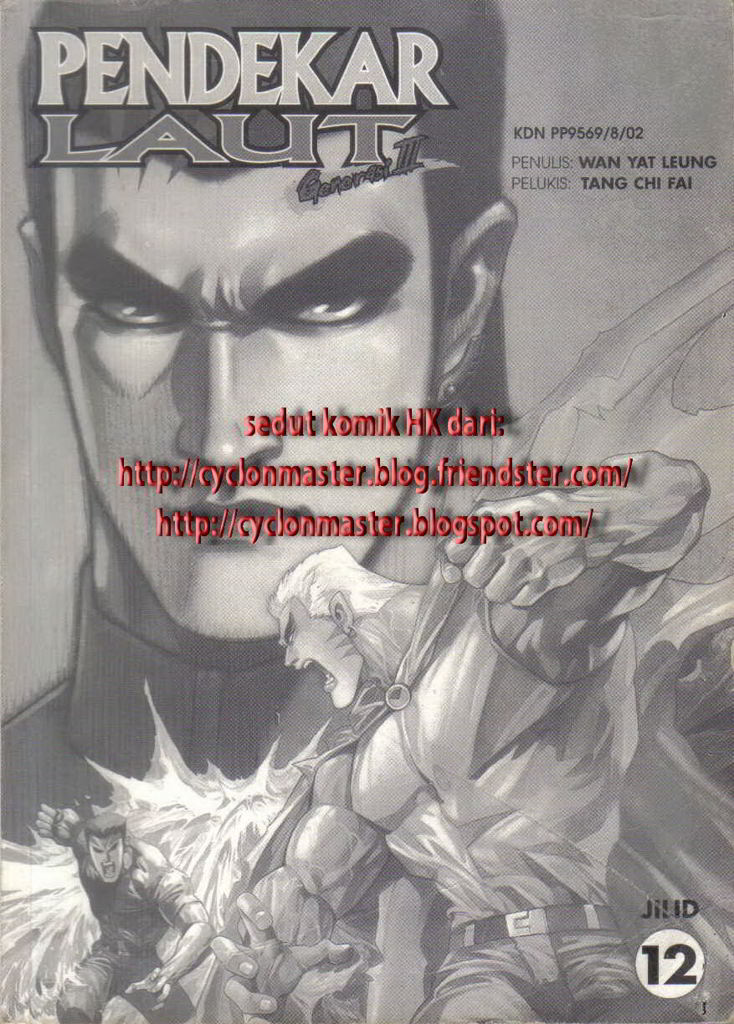 PENDEKAR
LAUT
Generasi III
KDN PP9569/8/02
PENULIS: WAN YAT LEUNG
PELUKIS: TANG CHI FAI
sedut komik HK dari:
http://cyclonmaster.blog.friendster.com/
http://cyclonmaster.blogspot.com/
JILID
12